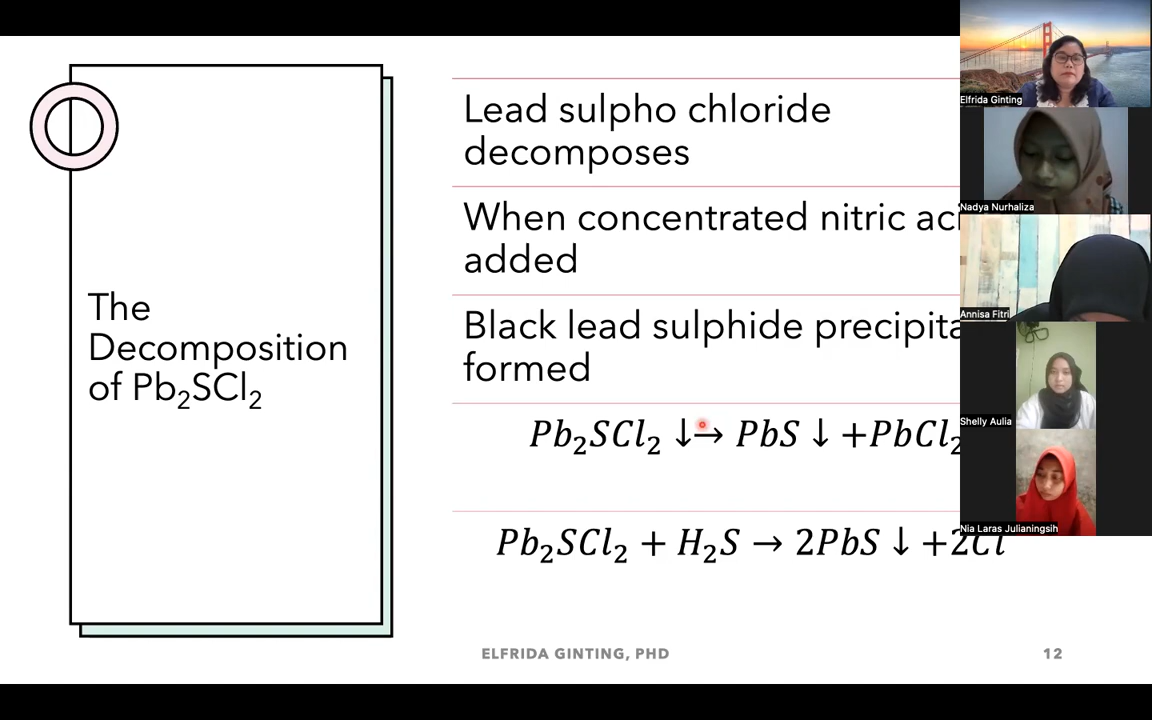 The
Decomposition
of Pb₂SCl₂
Lead sulpho chloride
decomposes
When concentrated nitric
added
Black lead sulphide
formed
Pb₂SCl₂ ↓→ PbS ↓ +PbCl₂
Pb₂SCl₂ + H₂S → 2PbS ↓ +2Cl
ELFRIDA GINTING, PHD
12
Elfrida Ginting
Nadya Nurhaliza
Annisa Fitri
Shelly Aulia
Nia Laras Julianingsih